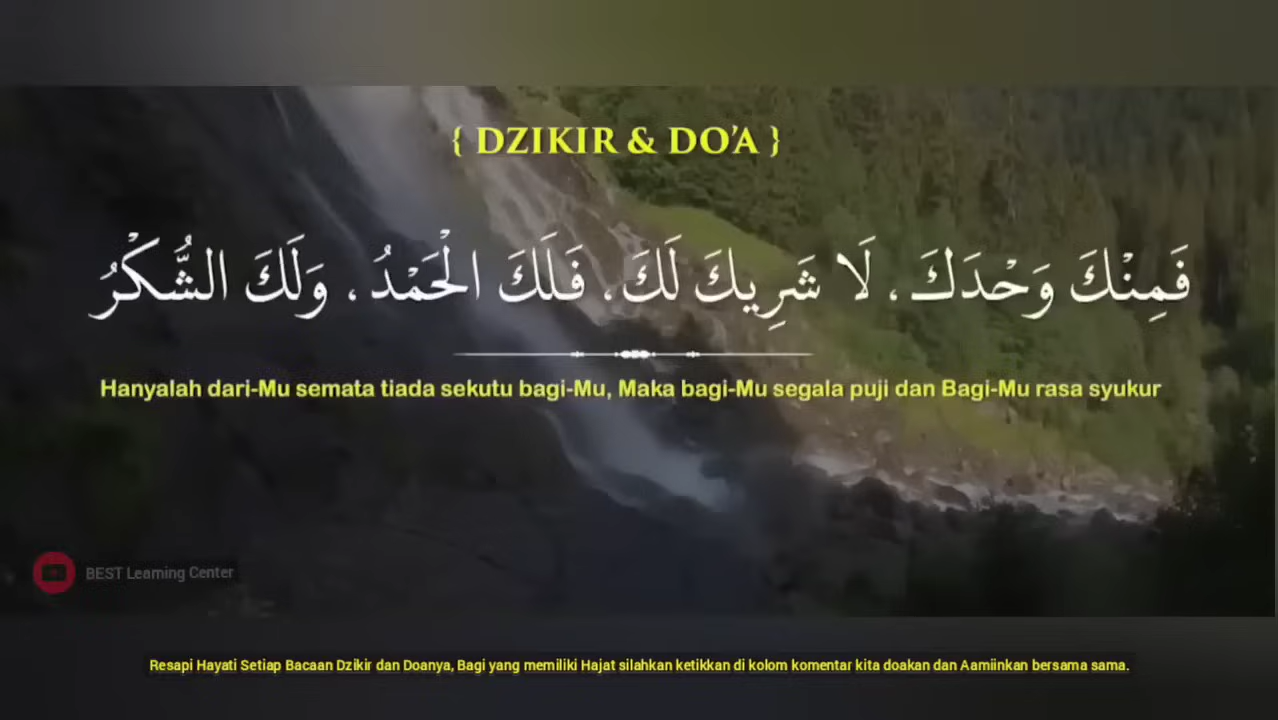 { DZIKIR & DO’A }
فَمِنْكَ وَحْدَكَ ، لَا شَرِيكَ لَكَ ، فَلَكَ الْحَمْدُ ، وَلَكَ الشُّكْرُ
Hanyalah dari-Mu semata tiada sekutu bagi-Mu, Maka bagi-Mu segala puji dan Bagi-Mu rasa syukur
BEST Learning Center
Resapi Hayati Setiap Bacaan Dzikir dan Doanya, Bagi yang memiliki Hajat silahkan ketikkan di kolom komentar kita doakan dan Aamiinkan bersama sama.